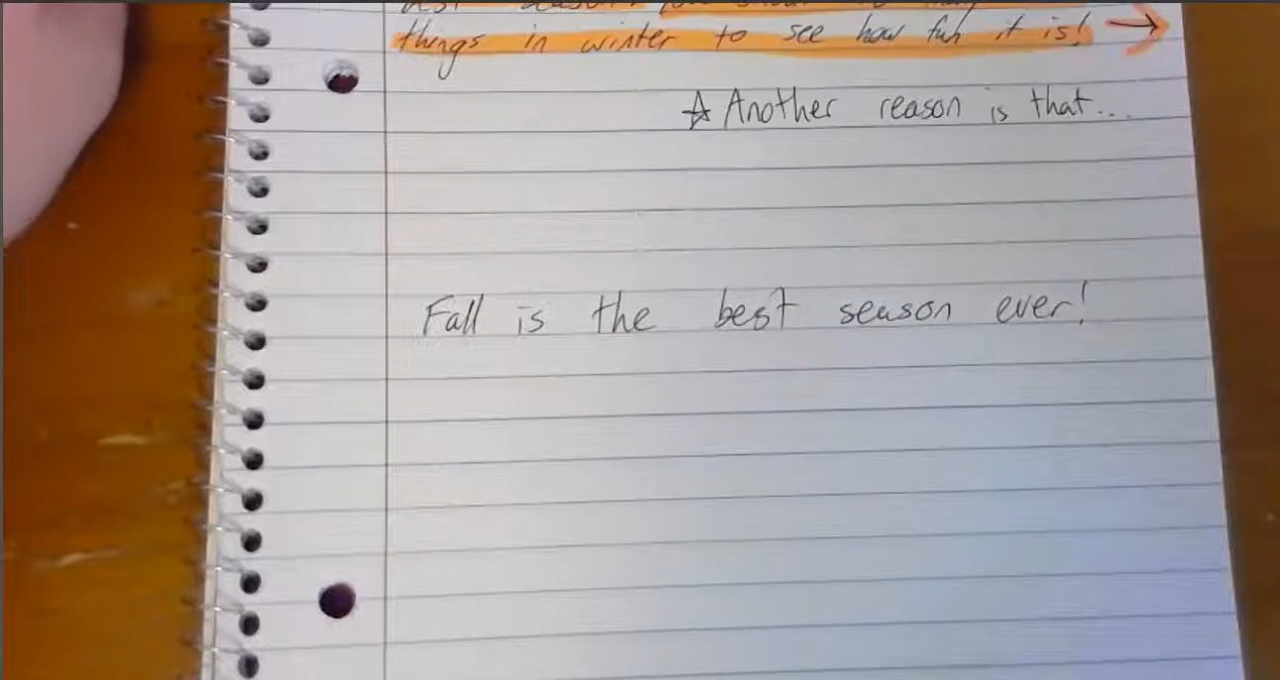 things in winter to see how fun it is! →
☆ Another reason is that...
Fall is the best season ever!